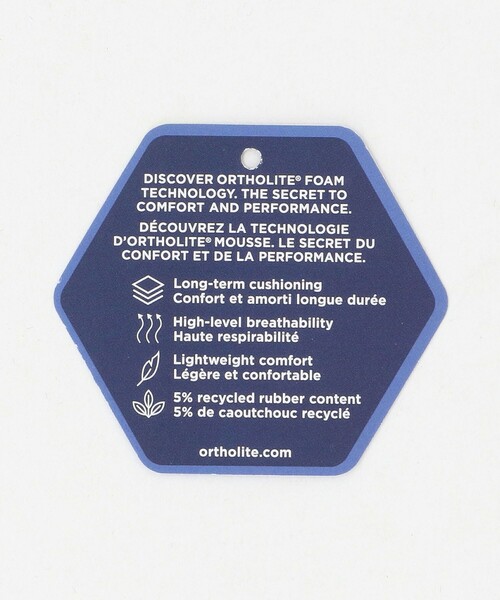 DISCOVER ORTHOLITE® FOAM
TECHNOLOGY. THE SECRET TO
COMFORT AND PERFORMANCE.
DÉCOUVREZ LA TECHNOLOGIE
D'ORTHOLITE® MOUSSE. LE SECRET DU
CONFORT ET DE LA PERFORMANCE.
Long-term cushioning
Confort et amorti longue durée
High-level breathability
Haute respirabilité
Lightweight comfort
Légère et confortable
5% recycled rubber content
5% de caoutchouc recyclé
ortholite.com